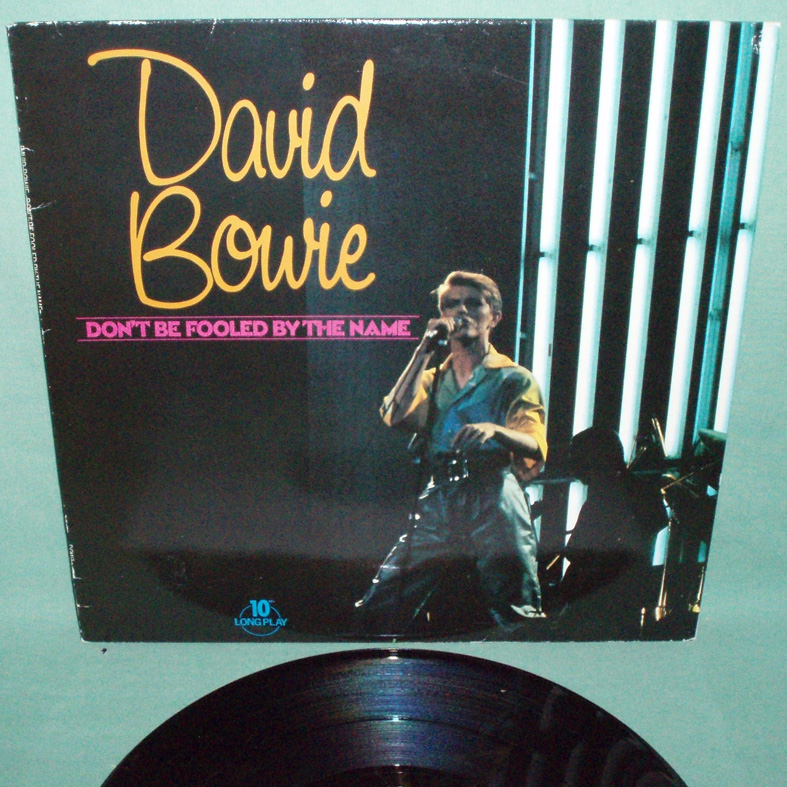 David
Bowie
DON'T BE FOOLED BY THE NAME
10"
LONG PLAY